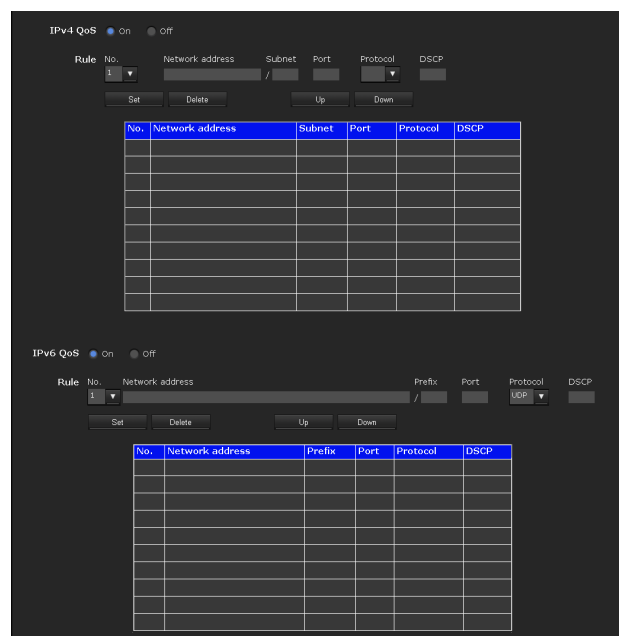 IPv4 QoS On Off
Rule No. Network address Subnet Port Protocol DSCP
1 /
Set Delete Up Down
No. Network address Subnet Port Protocol DSCP
IPv6 QoS On Off
Rule No. Network address Prefix Port Protocol DSCP
1 / UDP
Set Delete Up Down
No. Network address Prefix Port Protocol DSCP